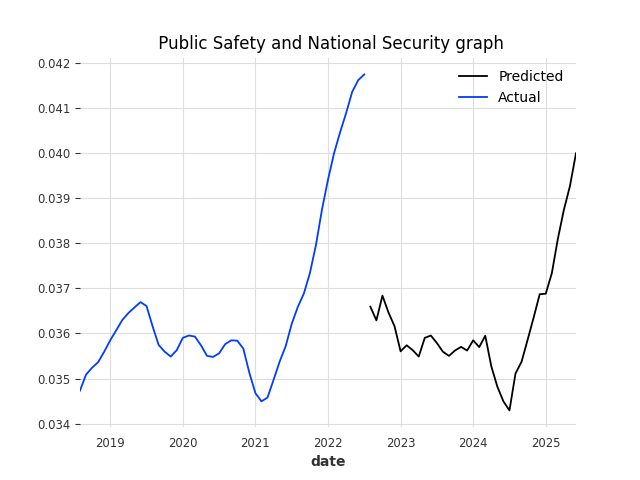 Public Safety and National Security graph
0.042
0.041
0.040
0.039
0.038
0.037
0.036
0.035
0.034
Predicted
Actual
2019 2020 2021 2022 2023 2024 2025
date